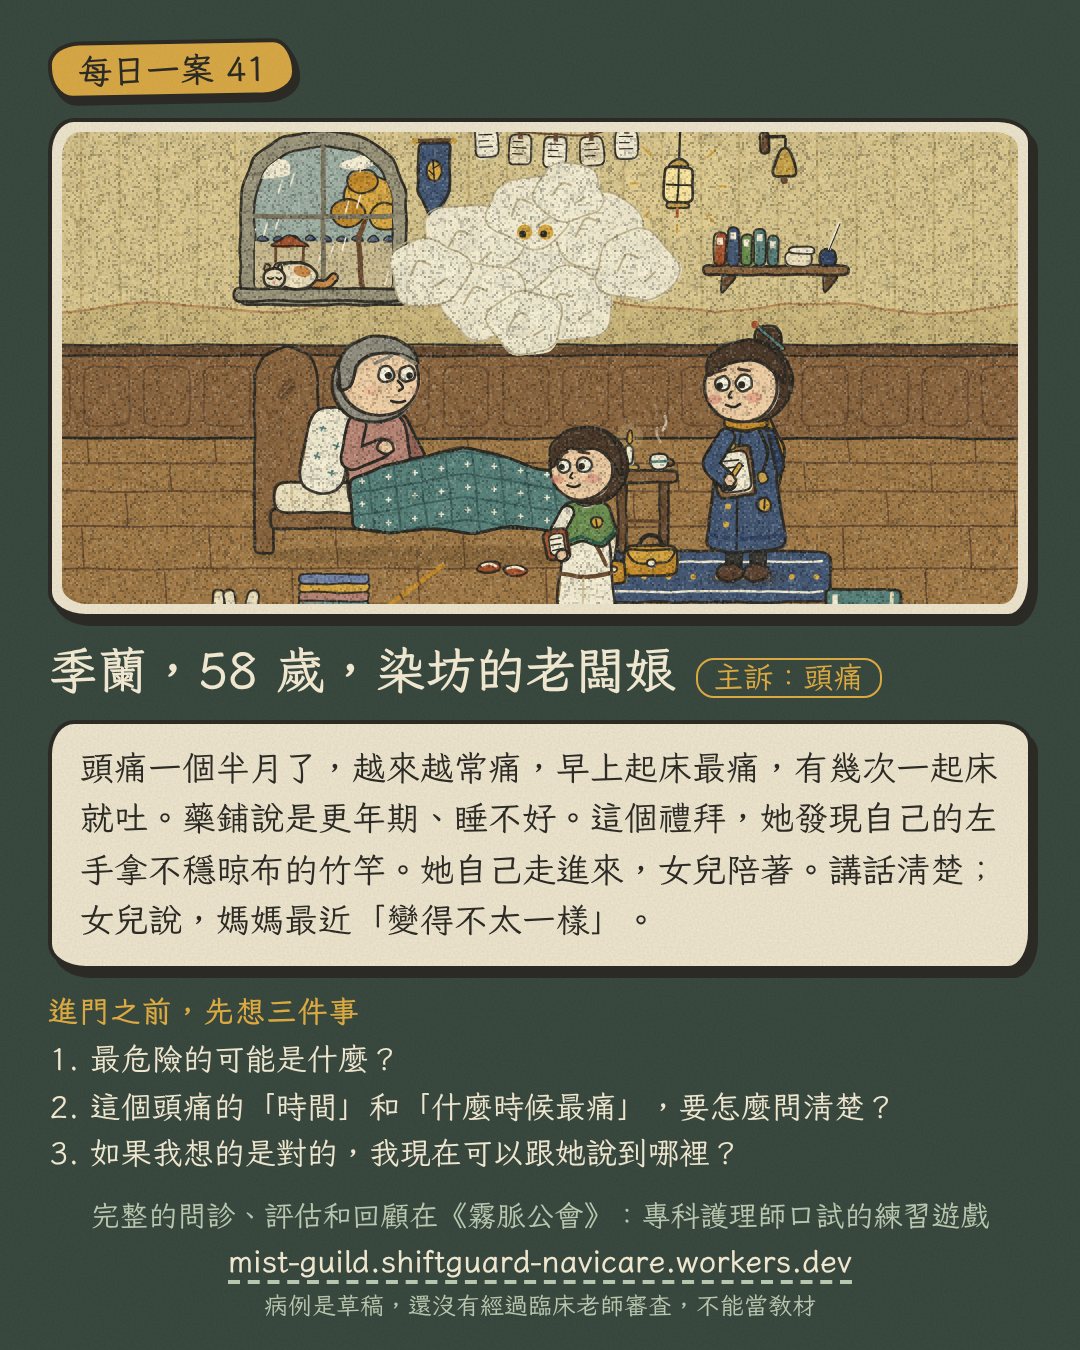 每日一案 41
季蘭，58 歲，染坊的老闆娘
主訴：頭痛
頭痛一個半月了，越來越常痛，早上起床最痛，有幾次一起床
就吐。藥鋪說是更年期、睡不好。這個禮拜，她發現自己的左
手拿不穩晾布的竹竿。她自己走進來，女兒陪著。講話清楚；
女兒說，媽媽最近「變得不太一樣」。
進門之前，先想三件事
1. 最危險的可能是什麼？
2. 這個頭痛的「時間」和「什麼時候最痛」，要怎麼問清楚？
3. 如果我想的是對的，我現在可以跟她說到哪裡？
完整的問診、評估和回顧在《霧脈公會》：專科護理師口試的練習遊戲
mist-guild.shiftguard-navicare.workers.dev
病例是草稿，還沒有經過臨床老師審查，不能當教材